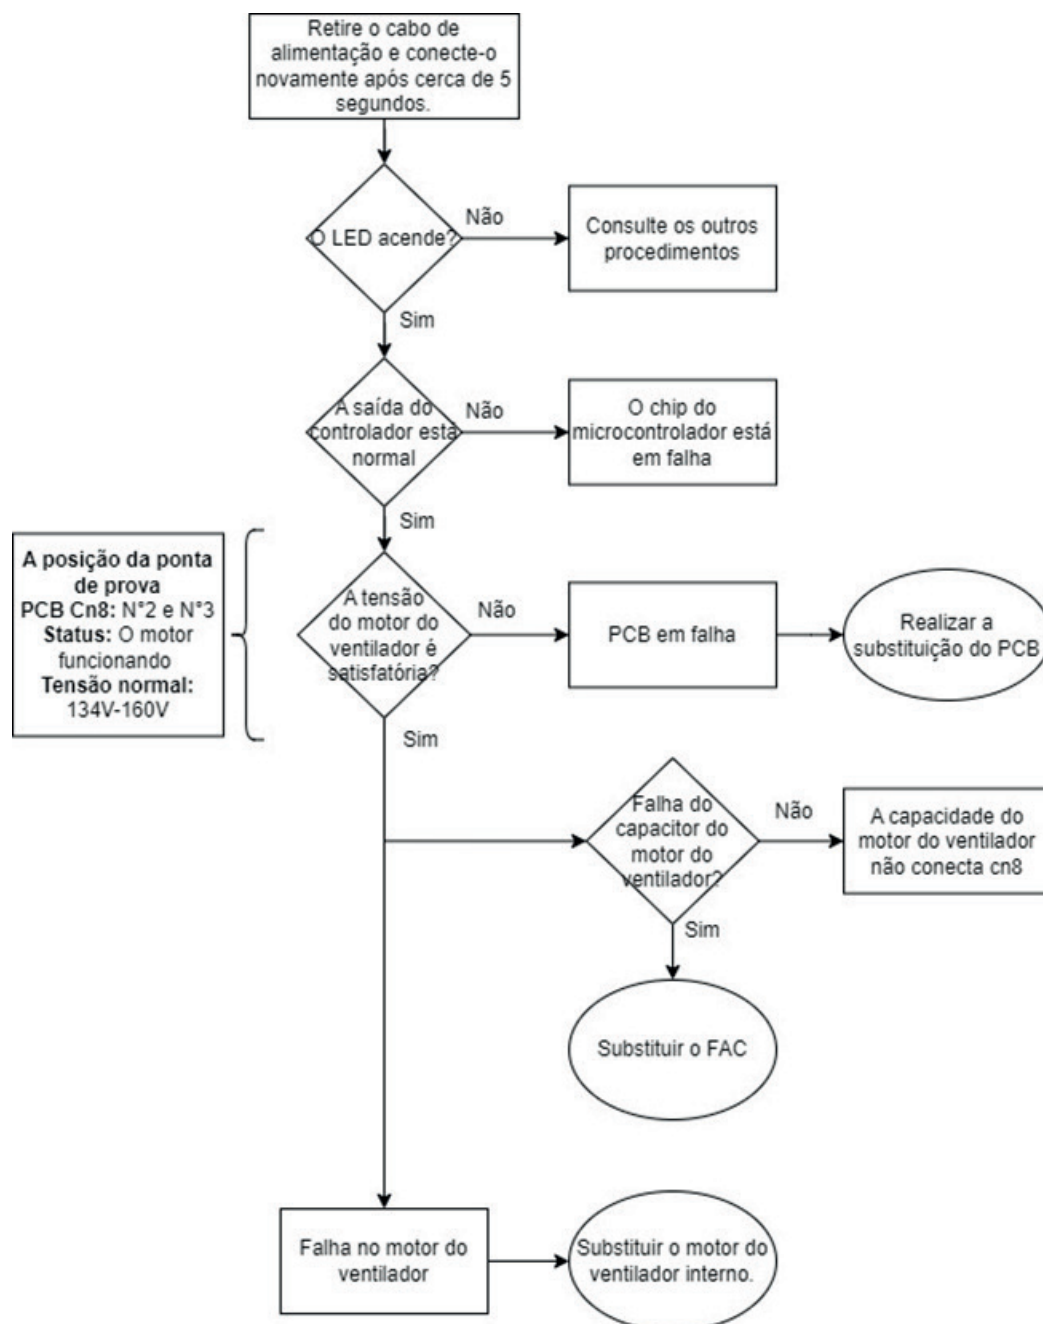 Retire o cabo de
alimentação e conecte-o
novamente após cerca de 5
segundos.
O LED acende?
Não
Consulte os outros
procedimentos
Sim
A saída do
controlador está
normal
Não
O chip do
microcontrolador está
em falha
Sim
A posição da ponta
de prova
PCB Cn8: N°2 e N°3
Status: O motor
funcionando
Tensão normal:
134V-160V
A tensão
do motor do
ventilador é
satisfatória?
Não
PCB em falha
Realizar a
substituição do PCB
Sim
Falha do
capacitor do
motor do
ventilador?
Não
A capacidade do
motor do ventilador
não conecta cn8
Sim
Substituir o FAC
Falha no motor do
ventilador
Substituir o motor do
ventilador interno.